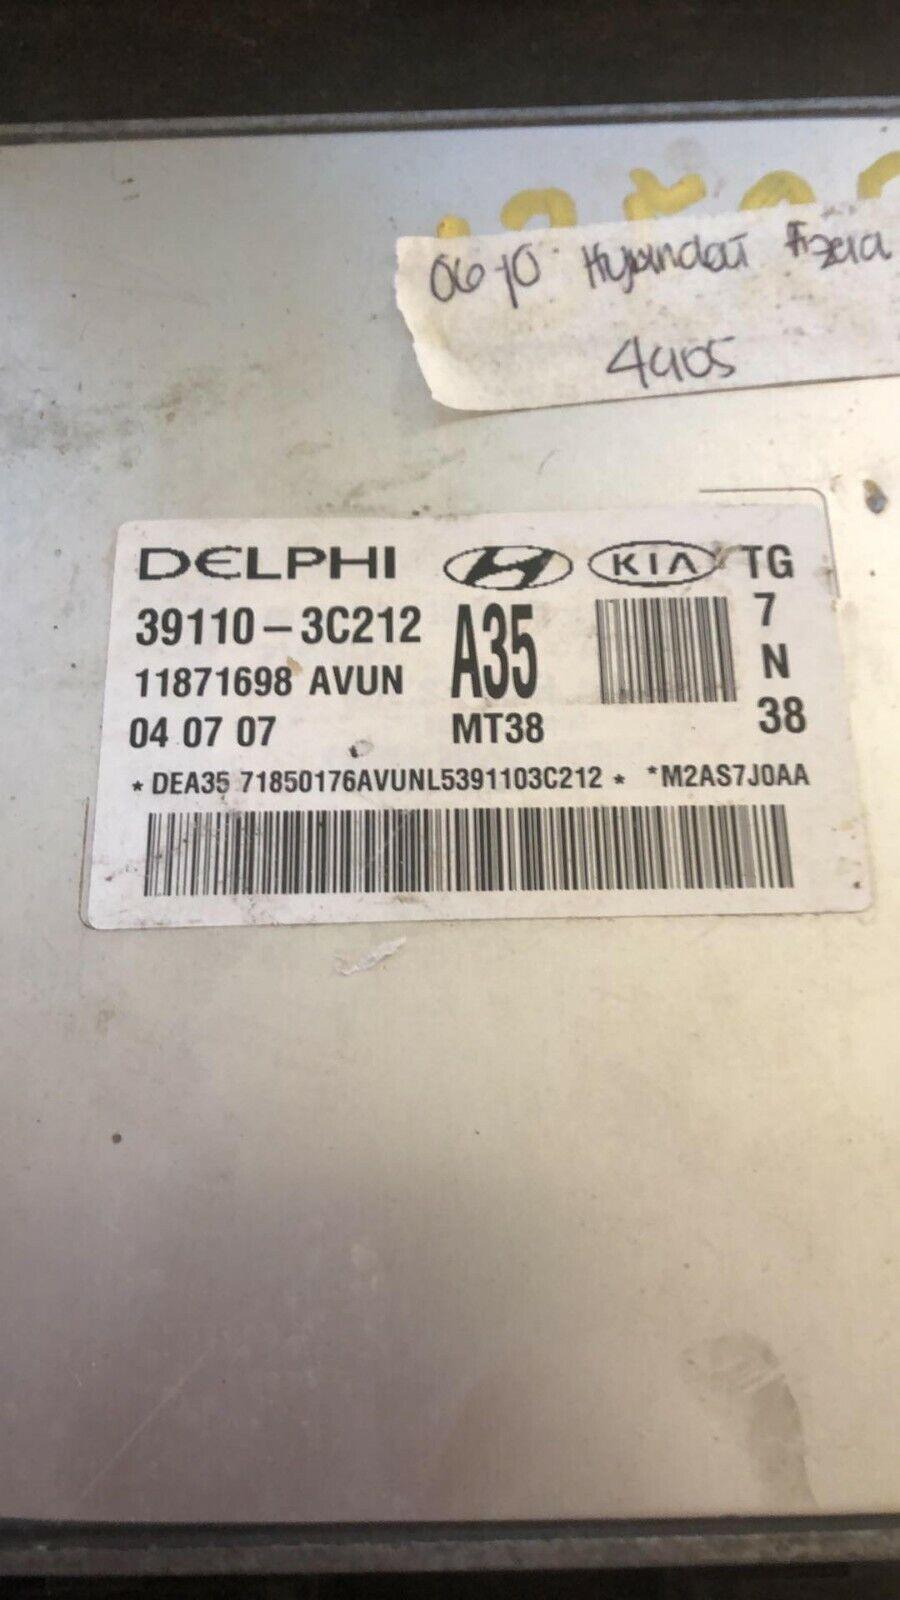 06-10 Hyundai Azera
4905
DELPHI KIA TG
39110-3C212 A35 7
11871698 AVUN N
04 07 07 MT38 38
*DEA35 71850176AVUNL5391103C212* *M2AS7J0AA